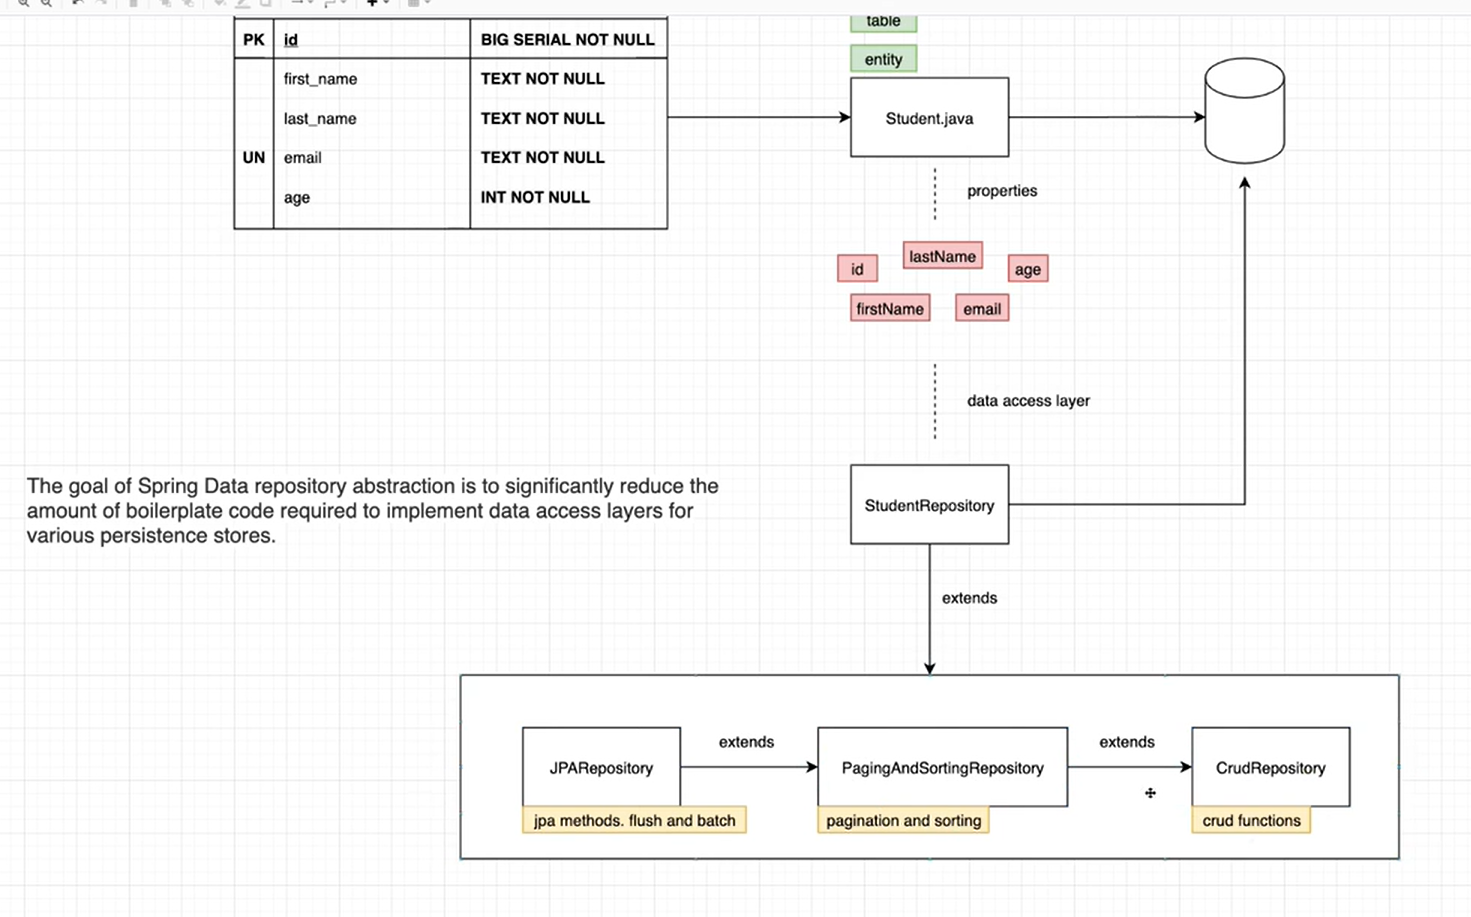 table
entity
PK id BIG SERIAL NOT NULL
first_name TEXT NOT NULL
last_name TEXT NOT NULL
UN email TEXT NOT NULL
age INT NOT NULL
Student.java
properties
lastName
id
age
firstName
email
data access layer
The goal of Spring Data repository abstraction is to significantly reduce the
amount of boilerplate code required to implement data access layers for
various persistence stores.
StudentRepository
extends
extends
extends
JPARepository
PagingAndSortingRepository
CrudRepository
jpa methods. flush and batch
pagination and sorting
crud functions